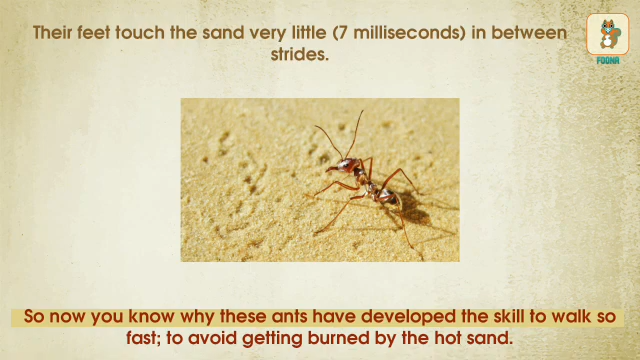 Their feet touch the sand very little (7 milliseconds) in between
strides.
FOONA
So now you know why these ants have developed the skill to walk so
fast; to avoid getting burned by the hot sand.